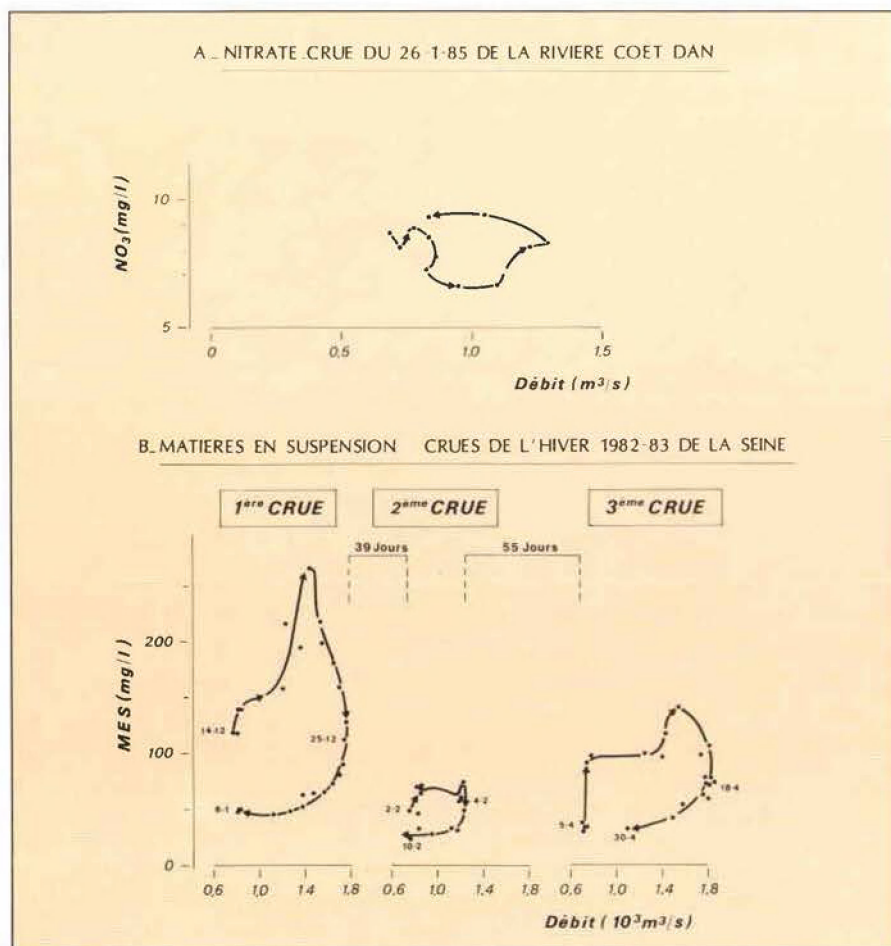 A_ NITRATE_CRUE DU 26-1-85 DE LA RIVIERE COET DAN
NO₃(mg/l)
10
5
0
0,5
1,0
1,5
Débit (m³/s)
B_MATIERES EN SUSPENSION CRUES DE L'HIVER 1982-83 DE LA SEINE
1ère CRUE
2ème CRUE
3ème CRUE
39 Jours
55 Jours
MES(mg/l)
200
100
0
14-12
25-12
6-1
2-2
4-2
10-2
5-4
18-4
30-4
0,6 1,0 1.4 1,8
0,6 1,0 1.4 1,8
0,6 1,0 1.4 1,8
Débit (10³m³/s)